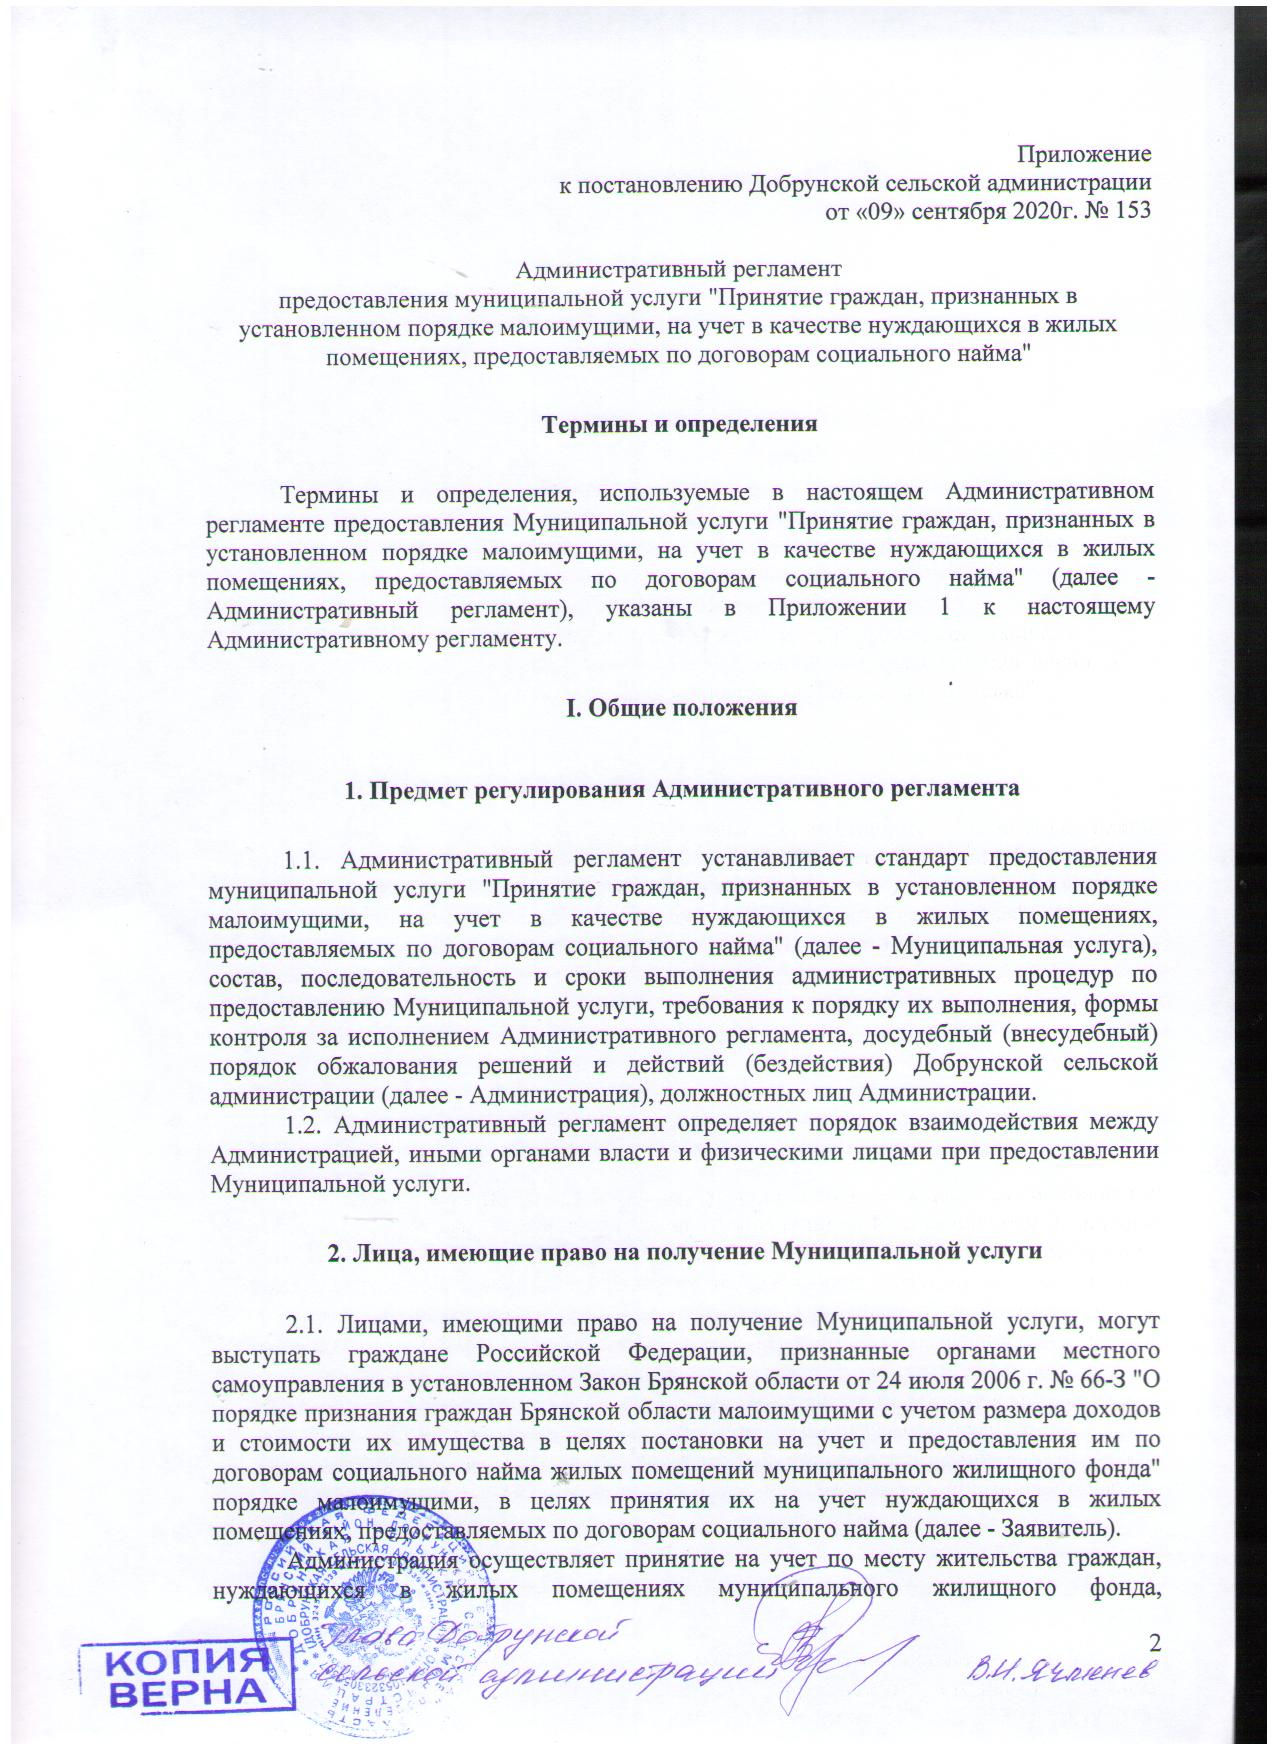 Приложение
к постановлению Добрунской сельской администрации
от «09» сентября 2020г. № 153
Административный регламент
предоставления муниципальной услуги "Принятие граждан, признанных в
установленном порядке малоимущими, на учет в качестве нуждающихся в жилых
помещениях, предоставляемых по договорам социального найма"
Термины и определения
Термины и определения, используемые в настоящем Административном
регламенте предоставления Муниципальной услуги "Принятие граждан, признанных в
установленном порядке малоимущими, на учет в качестве нуждающихся в жилых
помещениях, предоставляемых по договорам социального найма" (далее -
Административный регламент), указаны в Приложении 1 к настоящему
Административному регламенту.
I. Общие положения
1. Предмет регулирования Административного регламента
1.1. Административный регламент устанавливает стандарт предоставления
муниципальной услуги "Принятие граждан, признанных в установленном порядке
малоимущими, на учет в качестве нуждающихся в жилых помещениях,
предоставляемых по договорам социального найма" (далее - Муниципальная услуга),
состав, последовательность и сроки выполнения административных процедур по
предоставлению Муниципальной услуги, требования к порядку их выполнения, формы
контроля за исполнением Административного регламента, досудебный (внесудебный)
порядок обжалования решений и действий (бездействия) Добрунской сельской
администрации (далее - Администрация), должностных лиц Администрации.
1.2. Административный регламент определяет порядок взаимодействия между
Администрацией, иными органами власти и физическими лицами при предоставлении
Муниципальной услуги.
2. Лица, имеющие право на получение Муниципальной услуги
2.1. Лицами, имеющими право на получение Муниципальной услуги, могут
выступать граждане Российской Федерации, признанные органами местного
самоуправления в установленном Закон Брянской области от 24 июля 2006 г. № 66-З "О
порядке признания граждан Брянской области малоимущими с учетом размера доходов
и стоимости их имущества в целях постановки на учет и предоставления им по
договорам социального найма жилых помещений муниципального жилищного фонда"
порядке малоимущими, в целях принятия их на учет нуждающихся в жилых
помещениях, предоставляемых по договорам социального найма (далее - Заявитель).
Администрация осуществляет принятие на учет по месту жительства граждан,
нуждающихся в жилых помещениях муниципального жилищного фонда,
Глава Добрунской
сельской администрации
В.И. Ячменев
2
КОПИЯ
ВЕРНА